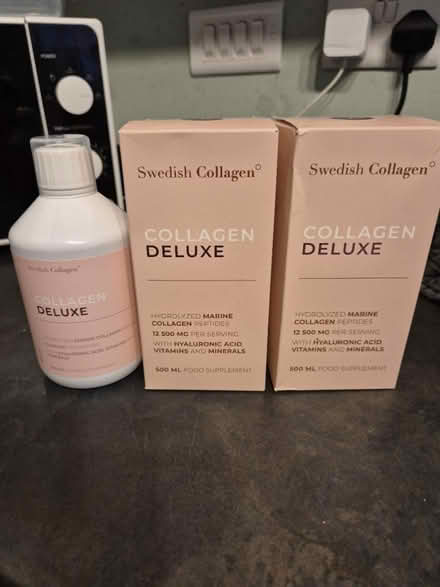 POWER
Swedish Collagen°
COLLAGEN
DELUXE
Swedish Collagen°
COLLAGEN
DELUXE
HYDROLYZED MARINE
COLLAGEN PEPTIDES
12 500 MG PER SERVING
WITH HYALURONIC ACID,
VITAMINS AND MINERALS
500 ML FOOD SUPPLEMENT
Swedish Collagen°
COLLAGEN
DELUXE
HYDROLYZED MARINE
COLLAGEN PEPTIDES
12 500 MG PER SERVING
WITH HYALURONIC ACID,
VITAMINS AND MINERALS
500 ML FOOD SUPPLEMENT